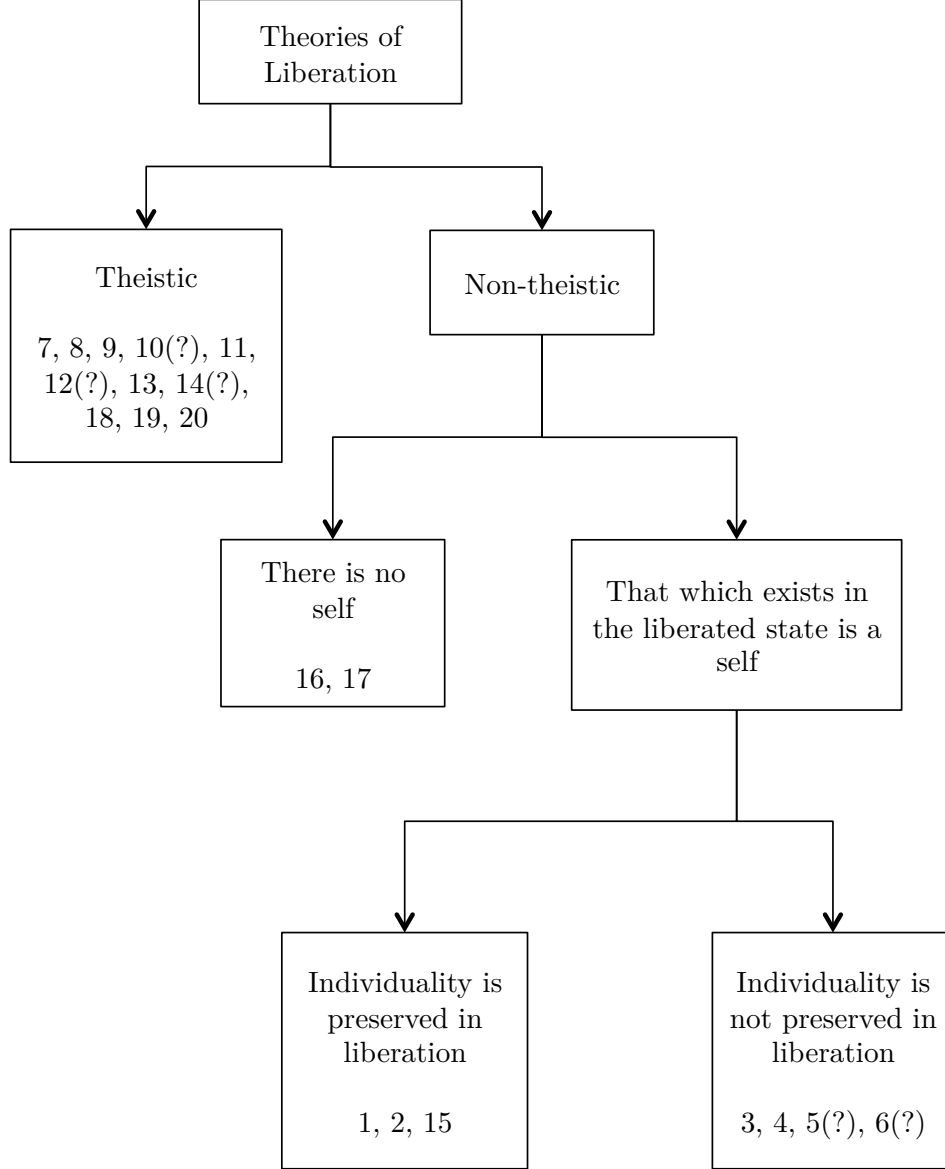 Theories of
Liberation
Theistic
7, 8, 9, 10(?), 11,
12(?), 13, 14(?),
18, 19, 20
Non-theistic
There is no
self
16, 17
That which exists in
the liberated state is a
self
Individuality is
preserved in
liberation
1, 2, 15
Individuality is
not preserved in
liberation
3, 4, 5(?), 6(?)